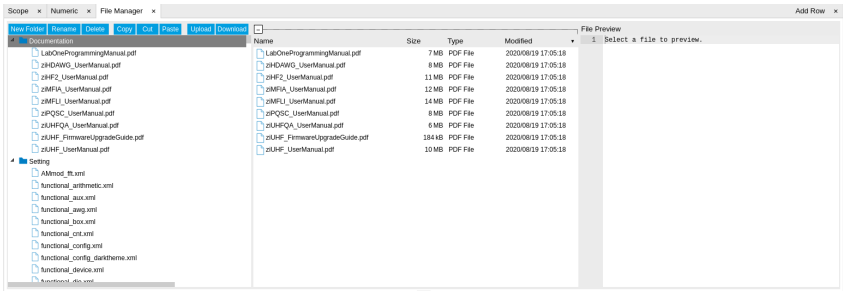 Scope × Numeric × File Manager × Add Row ×
New Folder Rename Delete Copy Cut Paste Upload Download
Documentation
LabOneProgrammingManual.pdf
ziHDAWG_UserManual.pdf
ziHF2_UserManual.pdf
ziMFIA_UserManual.pdf
ziMFLI_UserManual.pdf
ziPQSC_UserManual.pdf
ziUHFQA_UserManual.pdf
ziUHF_FirmwareUpgradeGuide.pdf
ziUHF_UserManual.pdf
Setting
AMmod_fft.xml
functional_arithmetic.xml
functional_aux.xml
functional_awg.xml
functional_box.xml
functional_cnt.xml
functional_config.xml
functional_config_darktheme.xml
functional_device.xml
functional_dio.xml
Name Size Type Modified
LabOneProgrammingManual.pdf 7 MB PDF File 2020/08/19 17:05:18
ziHDAWG_UserManual.pdf 8 MB PDF File 2020/08/19 17:05:18
ziHF2_UserManual.pdf 11 MB PDF File 2020/08/19 17:05:18
ziMFIA_UserManual.pdf 12 MB PDF File 2020/08/19 17:05:18
ziMFLI_UserManual.pdf 14 MB PDF File 2020/08/19 17:05:18
ziPQSC_UserManual.pdf 8 MB PDF File 2020/08/19 17:05:18
ziUHFQA_UserManual.pdf 6 MB PDF File 2020/08/19 17:05:18
ziUHF_FirmwareUpgradeGuide.pdf 184 kB PDF File 2020/08/19 17:05:18
ziUHF_UserManual.pdf 10 MB PDF File 2020/08/19 17:05:18
File Preview
1 Select a file to preview.